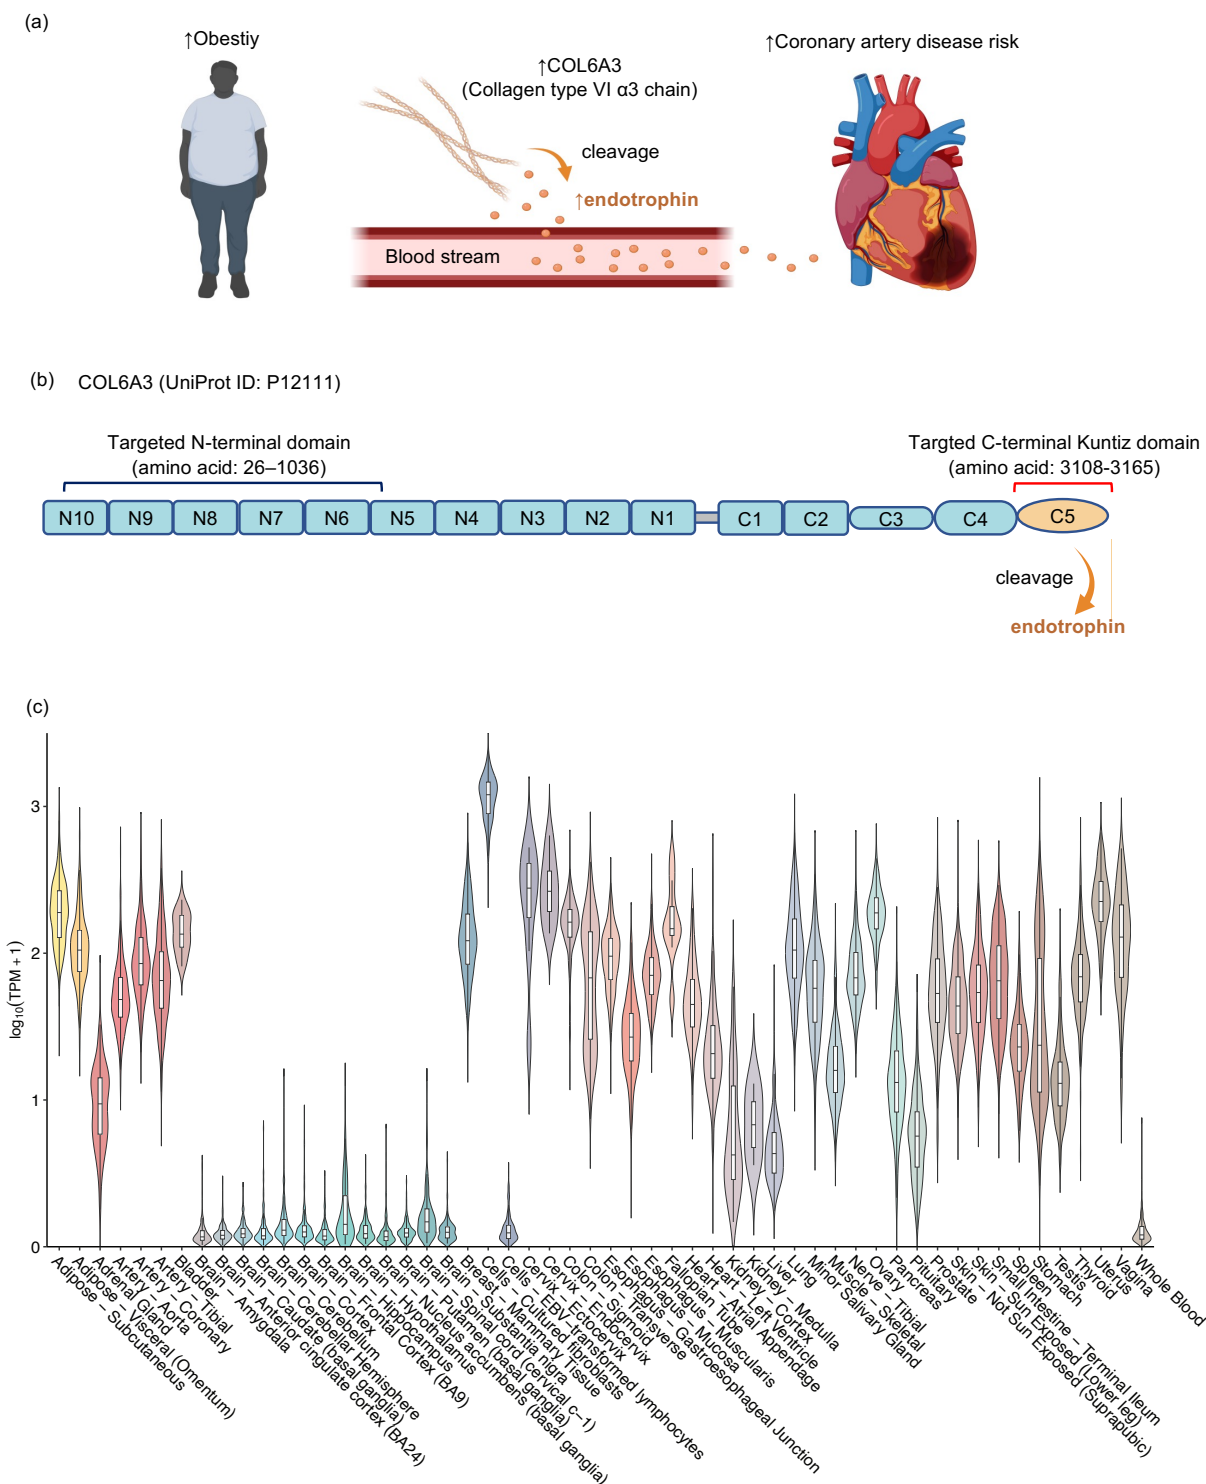 (a)
↑Obestiy
↑COL6A3
(Collagen type VI α3 chain)
↑Coronary artery disease risk
cleavage
↑endotrophin
Blood stream
(b) COL6A3 (UniProt ID: P12111)
Targeted N-terminal domain
(amino acid: 26–1036)
Targted C-terminal Kuntiz domain
(amino acid: 3108-3165)
N10 N9 N8 N7 N6 N5 N4 N3 N2 N1 C1 C2 C3 C4 C5
cleavage
endotrophin
(c)
log10(TPM + 1)
3
2
1
0
Adipose – Subcutaneous
Adipose – Visceral (Omentum)
Adrenal Gland
Artery – Aorta
Artery – Coronary
Artery – Tibial
Bladder
Brain – Amygdala
Brain – Anterior cingulate cortex (BA24)
Brain – Caudate (basal ganglia)
Brain – Cerebellar Hemisphere
Brain – Cerebellum
Brain – Cortex
Brain – Frontal Cortex (BA9)
Brain – Hippocampus
Brain – Hypothalamus
Brain – Nucleus accumbens (basal ganglia)
Brain – Putamen (basal ganglia)
Brain – Spinal cord (cervical c–1)
Brain – Substantia nigra
Breast – Mammary Tissue
Cells – Cultured fibroblasts
Cells – EBV–transformed lymphocytes
Cervix – Ectocervix
Cervix – Endocervix
Colon – Sigmoid
Colon – Transverse
Esophagus – Gastroesophageal Junction
Esophagus – Mucosa
Esophagus – Muscularis
Fallopian Tube
Heart – Atrial Appendage
Heart – Left Ventricle
Kidney – Cortex
Kidney – Medulla
Liver
Lung
Minor Salivary Gland
Muscle – Skeletal
Nerve – Tibial
Ovary
Pancreas
Pituitary
Prostate
Skin – Not Sun Exposed (Suprapubic)
Skin – Sun Exposed (Lower leg)
Small Intestine – Terminal Ileum
Spleen
Stomach
Testis
Thyroid
Uterus
Vagina
Whole Blood